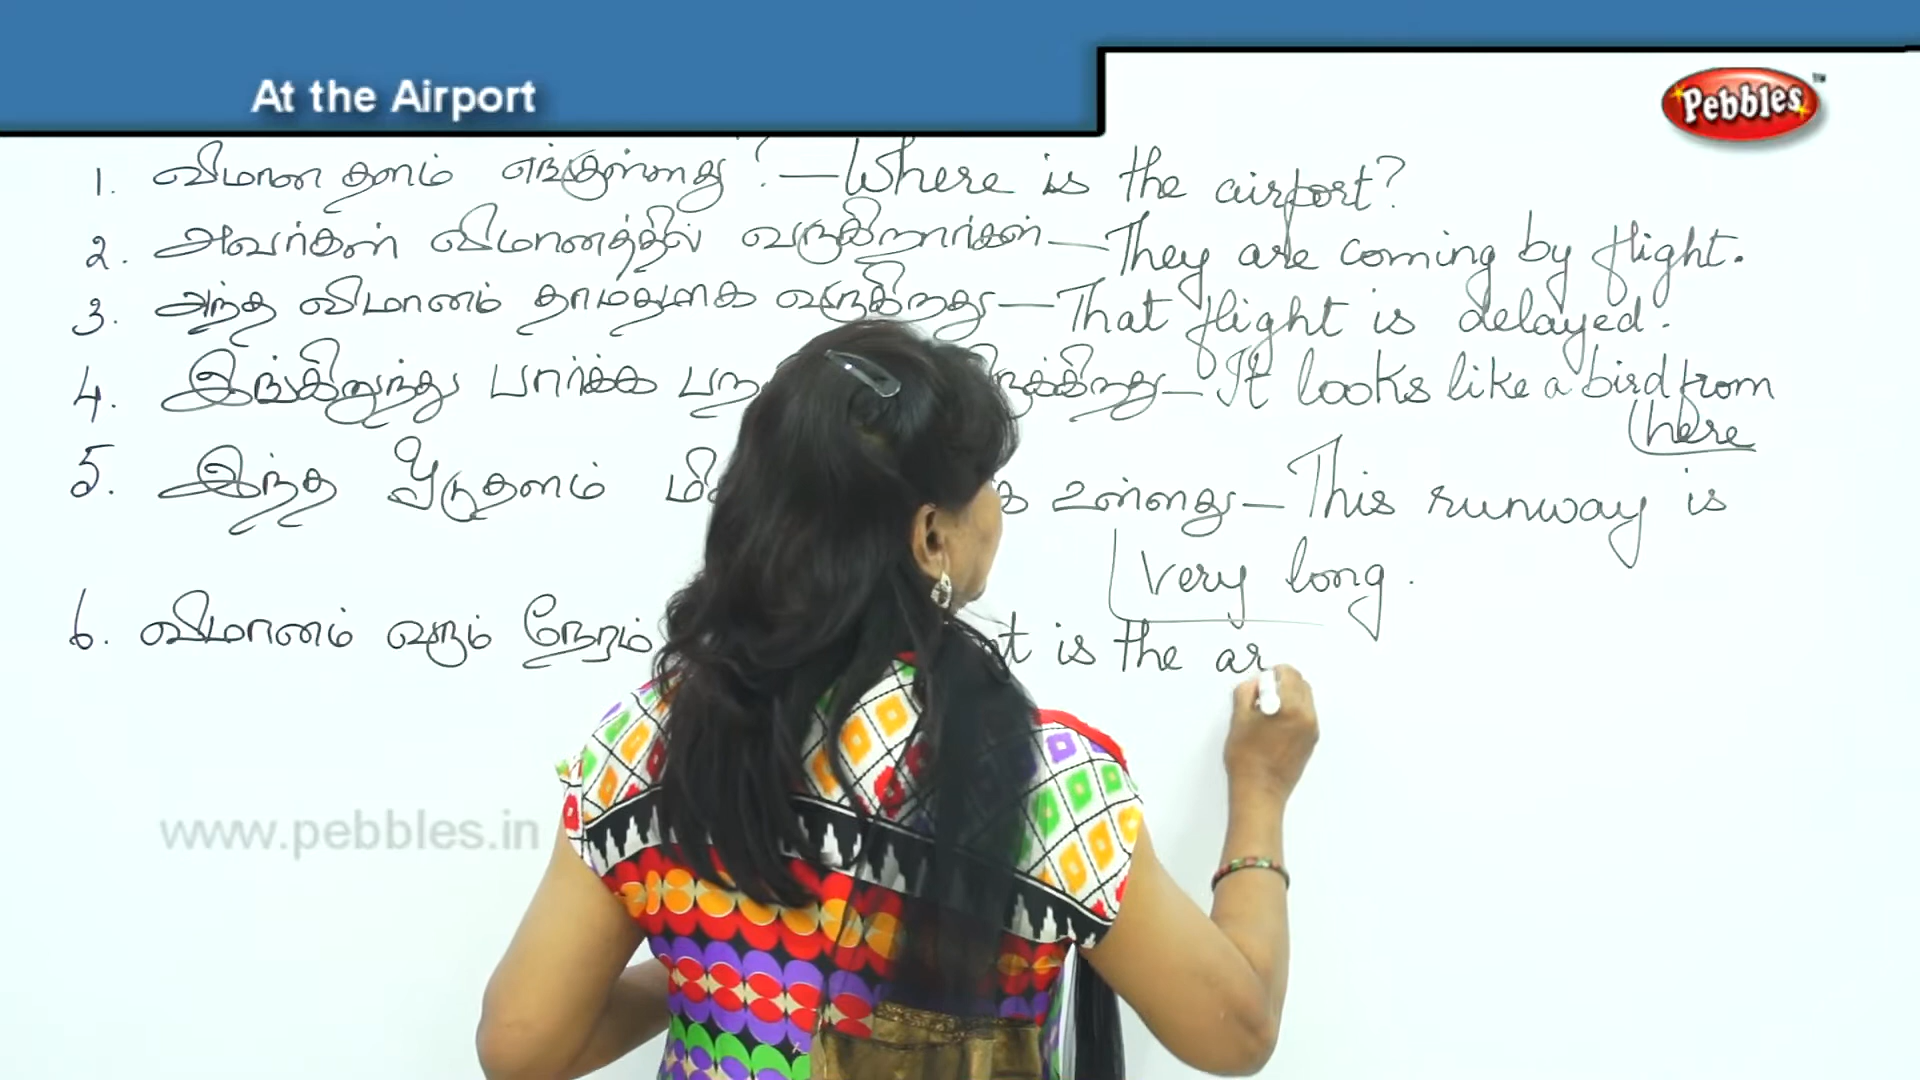 At the Airport
Pebbles™
1. விமான தளம் எங்குள்ளது? — Where is the airport?
2. அவர்கள் விமானத்தில் வருகிறார்கள் — They are coming by flight.
3. அந்த விமானம் தாமதமாக வருகிறது — That flight is delayed.
4. இங்கிருந்து பார்க்க — It looks like a bird from
here
5. இந்த ஓடுதளம் உள்ளது — This runway is
very long.
6. விமானம் வரும் நேரம் is the ar
www.pebbles.in